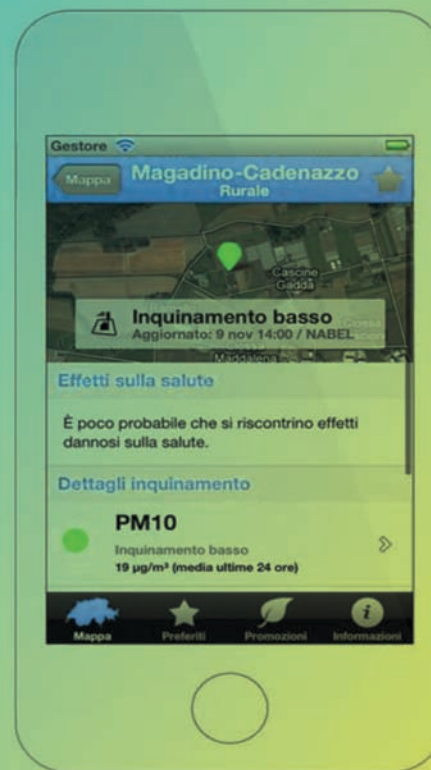 Gestore
Mappa
Magadino-Cadenazzo
Rurale
Cascine
Gadda
Inquinamento basso
Aggiornato: 9 nov 14:00 / NABEL
Maddalena
Effetti sulla salute
È poco probabile che si riscontrino effetti
dannosi sulla salute.
Dettagli inquinamento
PM10
Inquinamento basso
19 µg/m³ (media ultime 24 ore)
Mappa Preferiti Promozioni Informazioni